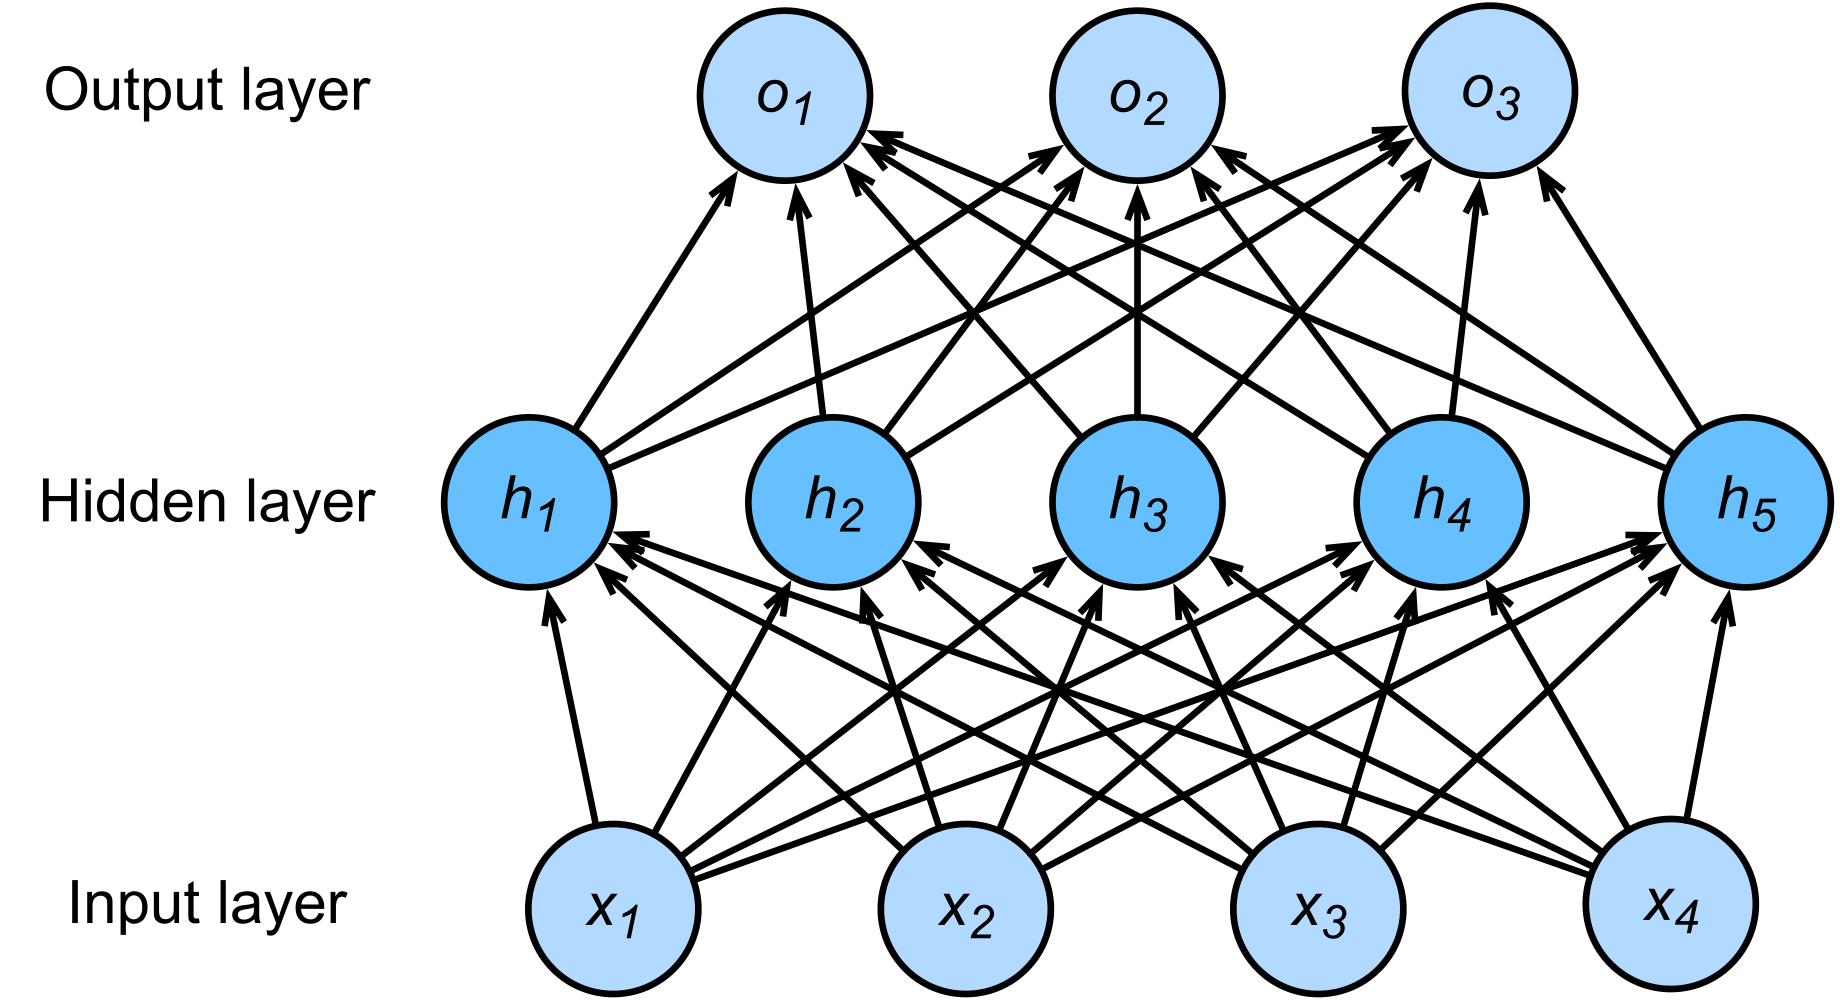 Output layer
o1 o2 o3
Hidden layer
h1 h2 h3 h4 h5
Input layer
x1 x2 x3 x4